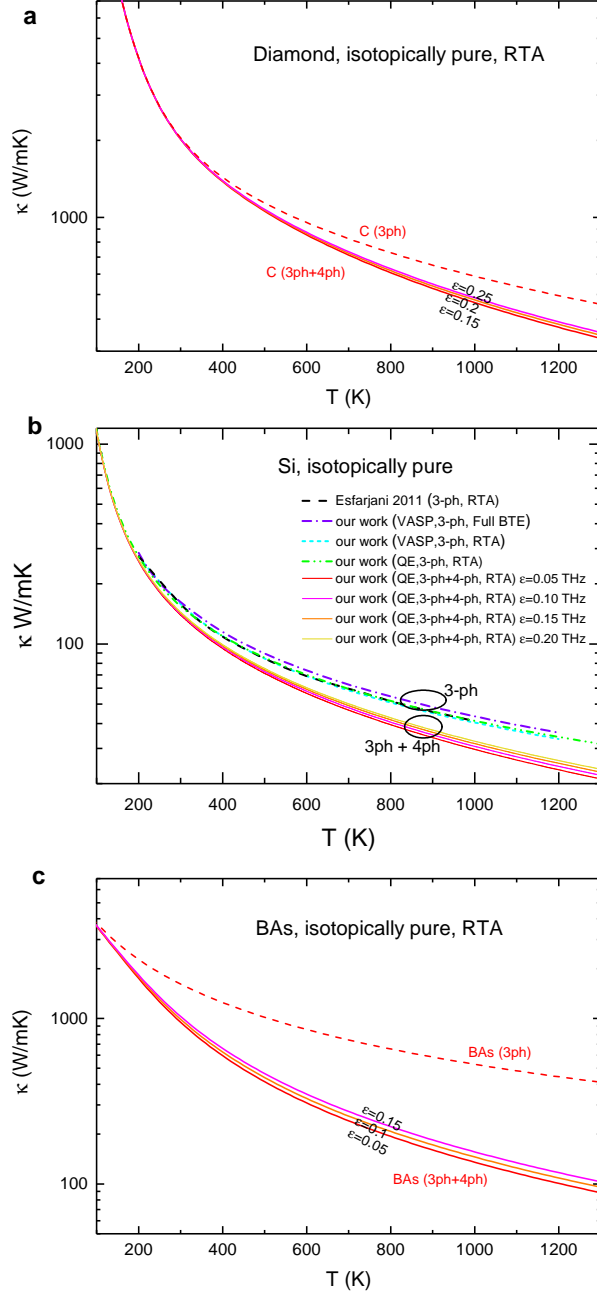 a
Diamond, isotopically pure, RTA
κ (W/mK)
1000
C (3ph)
C (3ph+4ph)
ε=0.25
ε=0.2
ε=0.15
200 400 600 800 1000 1200
T (K)
b
1000
Si, isotopically pure
Esfarjani 2011 (3-ph, RTA)
our work (VASP,3-ph, Full BTE)
our work (VASP,3-ph, RTA)
our work (QE,3-ph, RTA)
our work (QE,3-ph+4-ph, RTA) ε=0.05 THz
our work (QE,3-ph+4-ph, RTA) ε=0.10 THz
our work (QE,3-ph+4-ph, RTA) ε=0.15 THz
our work (QE,3-ph+4-ph, RTA) ε=0.20 THz
κ W/mK
100
3-ph
3ph + 4ph
200 400 600 800 1000 1200
T (K)
c
BAs, isotopically pure, RTA
κ (W/mK)
1000
BAs (3ph)
ε=0.15
ε=0.1
ε=0.05
BAs (3ph+4ph)
100
200 400 600 800 1000 1200
T (K)